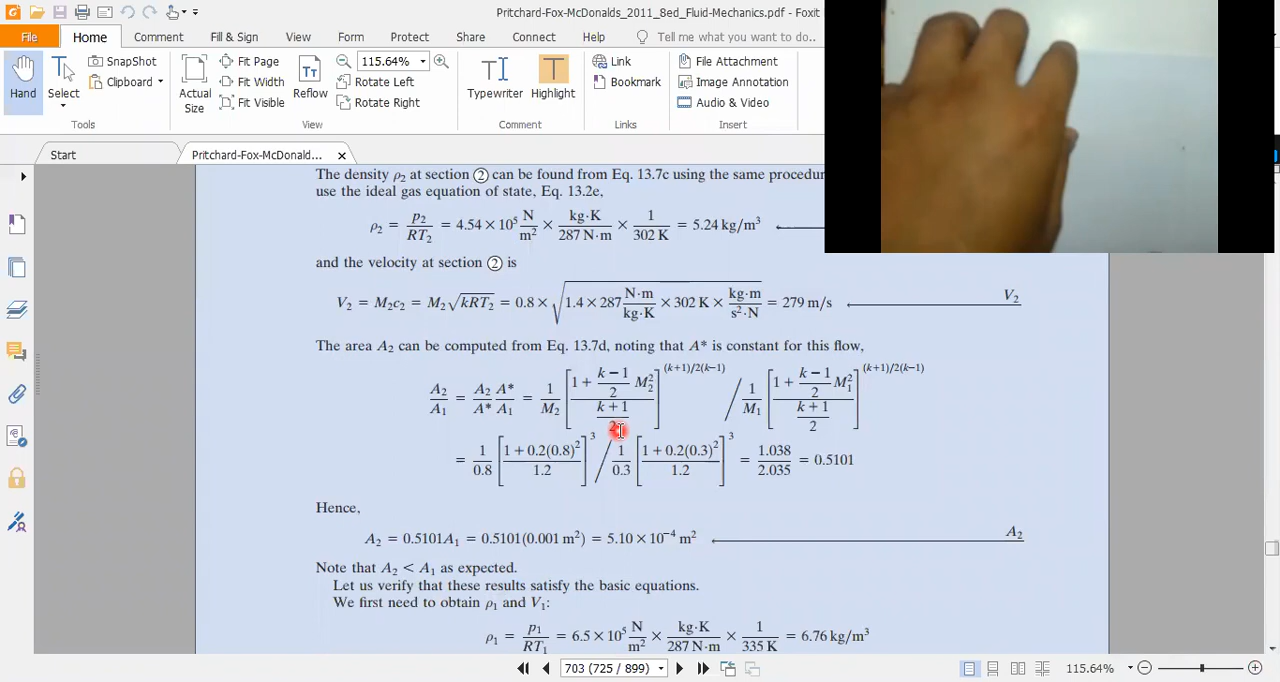 Pritchard-Fox-McDonalds_2011_8ed_Fluid-Mechanics.pdf - Foxit
File Home Comment Fill & Sign View Form Protect Share Connect Help Tell me what you want
Hand
Select
SnapShot
Clipboard
Tools
Actual Size
Fit Page
Fit Width
Fit Visible
Reflow
115.64%
Rotate Left
Rotate Right
View
Typewriter
Highlight
Comment
Link
Bookmark
Links
File Attachment
Image Annotation
Audio & Video
Insert
Start Pritchard-Fox-McDonald...
The density ρ₂ at section ② can be found from Eq. 13.7c using the same procedure
use the ideal gas equation of state, Eq. 13.2e,
ρ₂ = p₂/RT₂ = 4.54 × 10⁵ N/m² × kg·K/287 N·m × 1/302 K = 5.24 kg/m³
and the velocity at section ② is
V₂ = M₂c₂ = M₂√kRT₂ = 0.8 × √1.4 × 287 N·m/kg·K × 302 K × kg·m/s²·N = 279 m/s V₂
The area A₂ can be computed from Eq. 13.7d, noting that A* is constant for this flow,
A₂/A₁ = A₂/A* A*/A₁ = 1/M₂ [1 + k−1/2 M₂² / k+1/2]^(k+1)/2(k−1) / 1/M₁ [1 + k−1/2 M₁² / k+1/2]^(k+1)/2(k−1)
= 1/0.8 [1 + 0.2(0.8)² / 1.2]³ / 1/0.3 [1 + 0.2(0.3)² / 1.2]³ = 1.038/2.035 = 0.5101
Hence,
A₂ = 0.5101A₁ = 0.5101(0.001 m²) = 5.10 × 10⁻⁴ m² A₂
Note that A₂ < A₁ as expected.
Let us verify that these results satisfy the basic equations.
We first need to obtain ρ₁ and V₁:
ρ₁ = p₁/RT₁ = 6.5 × 10⁵ N/m² × kg·K/287 N·m × 1/335 K = 6.76 kg/m³
703 (725 / 899) 115.64%